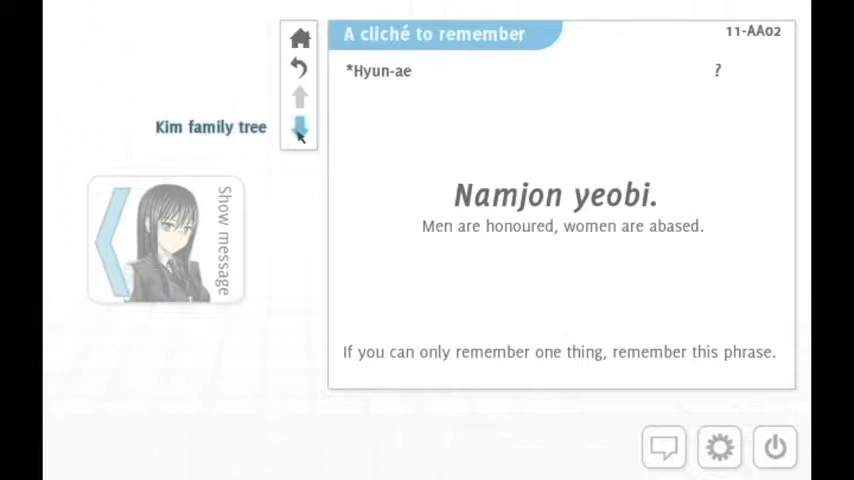 A cliché to remember
11-AA02
*Hyun-ae
?
Kim family tree
Show message
Namjon yeobi.
Men are honoured, women are abased.
If you can only remember one thing, remember this phrase.